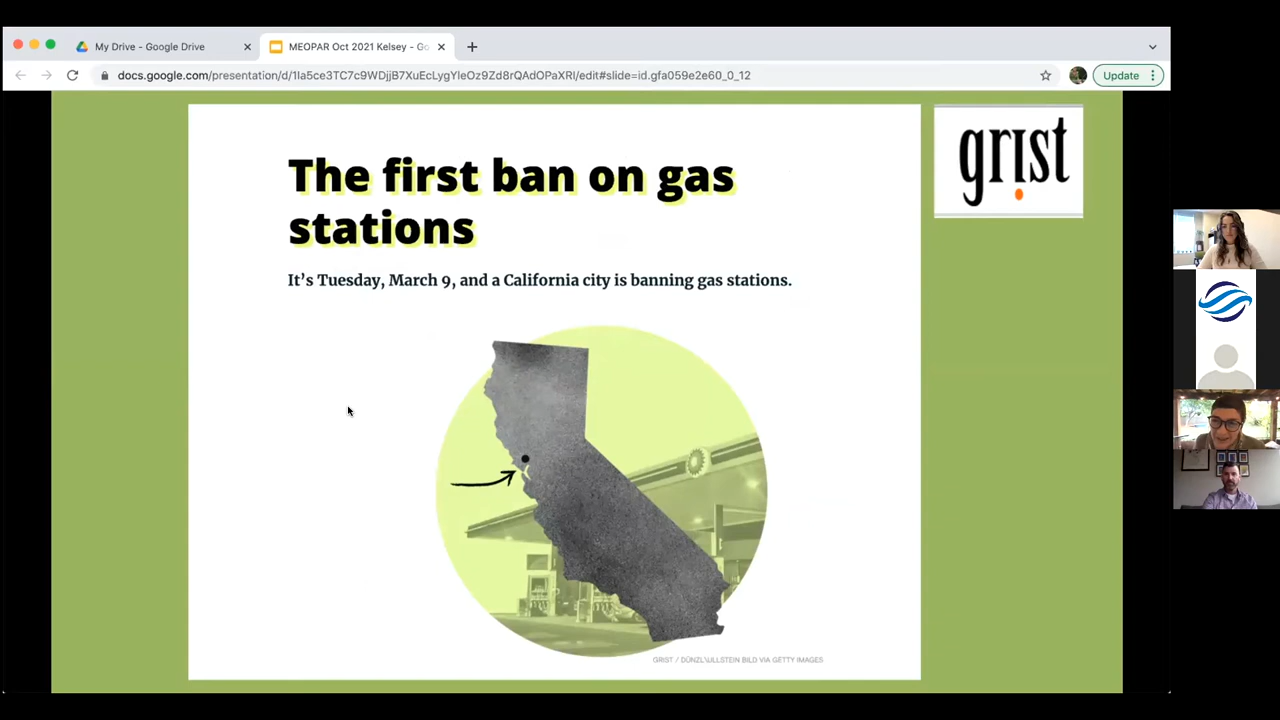 My Drive - Google Drive
MEOPAR Oct 2021 Kelsey - Go
docs.google.com/presentation/d/1Ia5ce3TC7c9WDjjB7XuEcLygYleOz9Zd8rQAdOPaXRI/edit#slide=id.gfa059e2e60_0_12
Update
The first ban on gas
stations
grist
It's Tuesday, March 9, and a California city is banning gas stations.
GRIST / DÜNZL\ULLSTEIN BILD VIA GETTY IMAGES